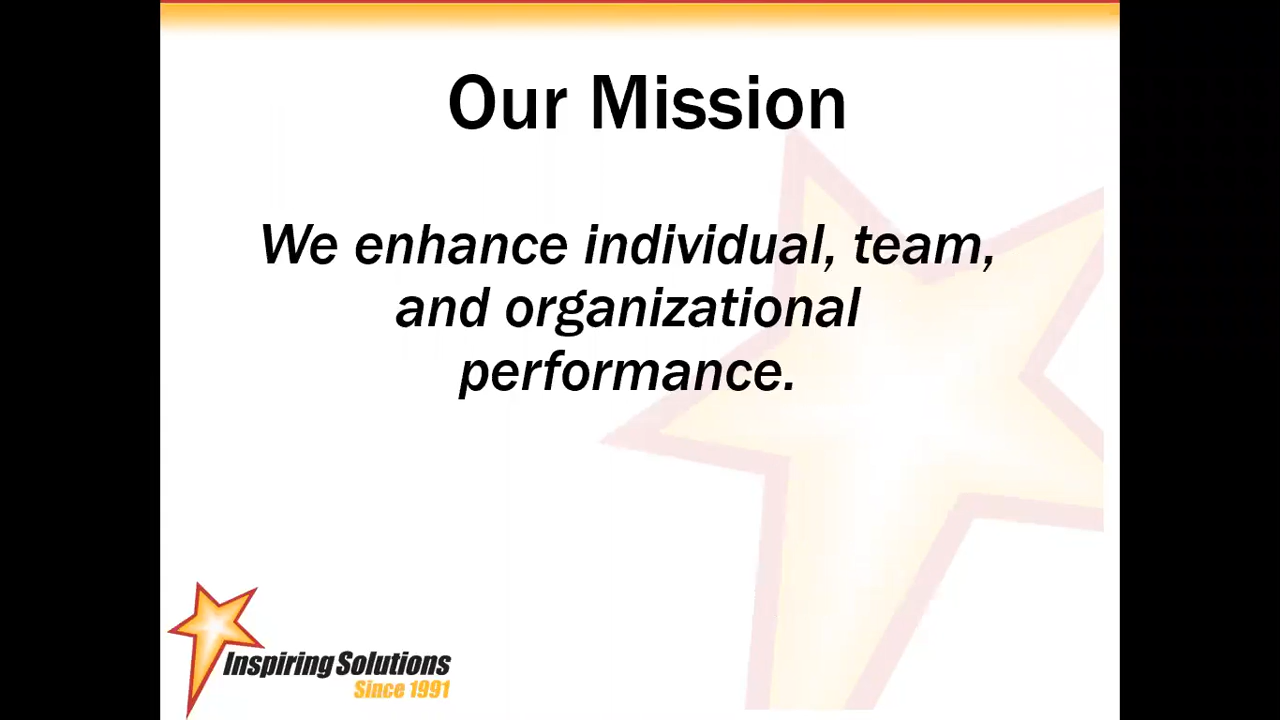 Our Mission
We enhance individual, team,
and organizational
performance.
Inspiring Solutions
Since 1991